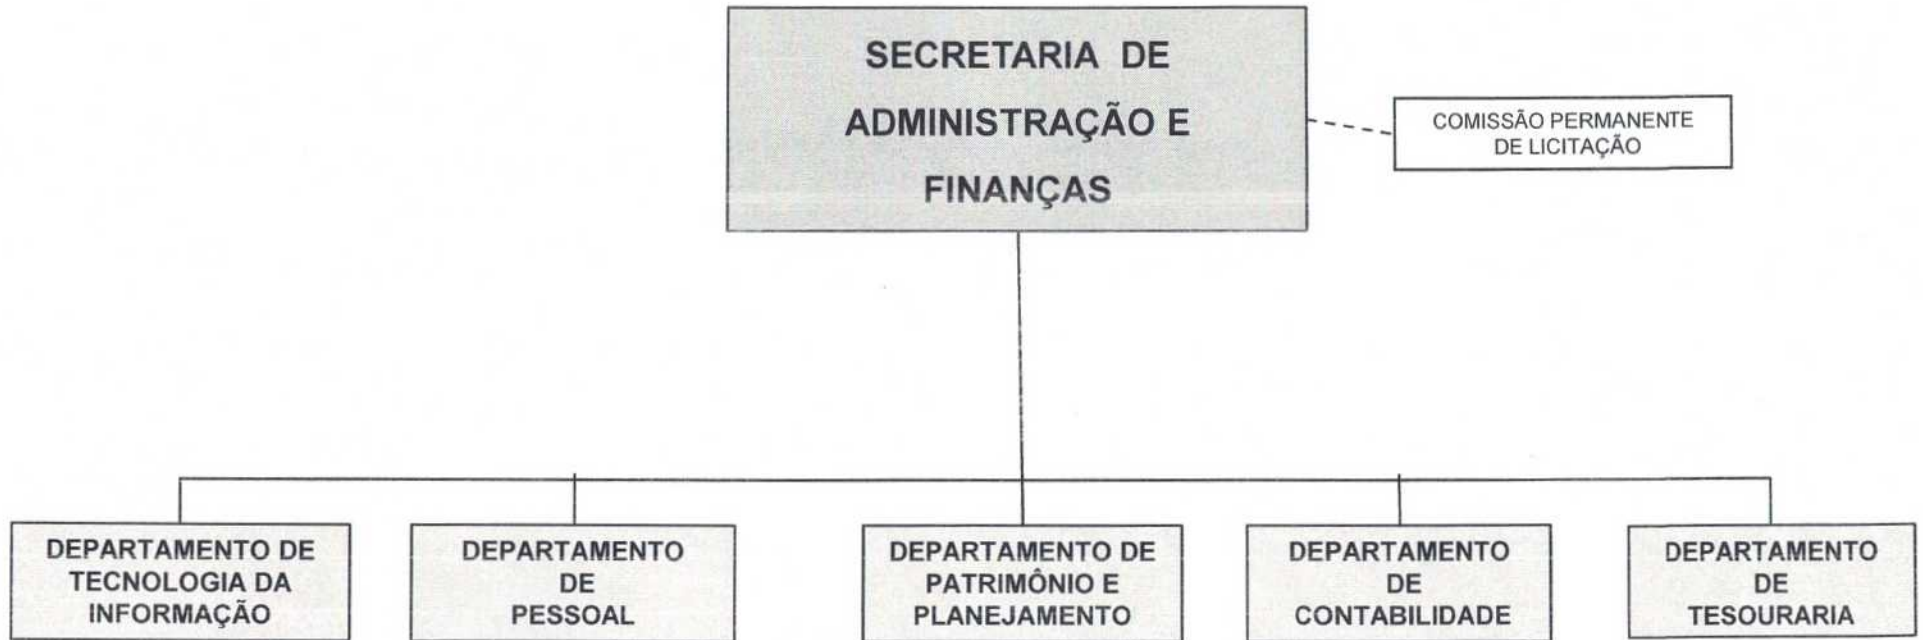 SECRETARIA DE
ADMINISTRAÇÃO E
FINANÇAS
COMISSÃO PERMANENTE
DE LICITAÇÃO
DEPARTAMENTO DE
TECNOLOGIA DA
INFORMAÇÃO
DEPARTAMENTO
DE
PESSOAL
DEPARTAMENTO DE
PATRIMÔNIO E
PLANEJAMENTO
DEPARTAMENTO
DE
CONTABILIDADE
DEPARTAMENTO
DE
TESOURARIA